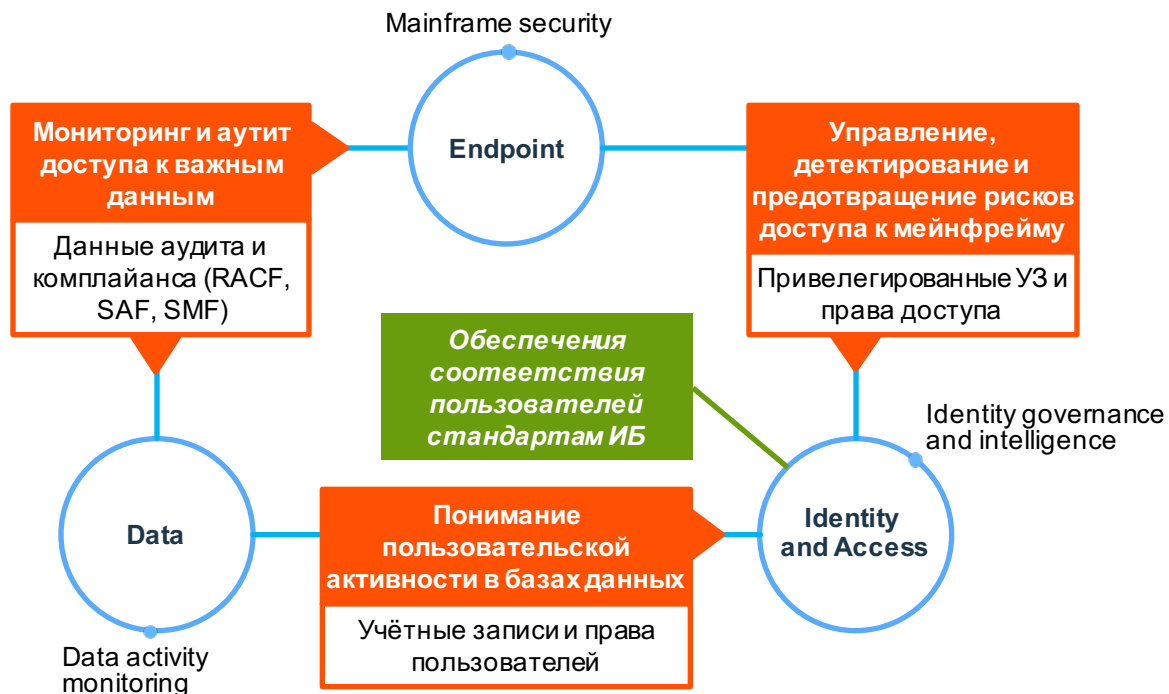 Mainframe security
Мониторинг и аутит
доступа к важным
данным
Данные аудита и
комплайанса (RACF,
SAF, SMF)
Endpoint
Управление,
детектирование и
предотвращение рисков
доступа к мейнфрейму
Привелегированные УЗ и
права доступа
Обеспечения
соответствия
пользователей
стандартам ИБ
Identity governance
and intelligence
Data
Понимание
пользовательской
активности в базах данных
Учётные записи и права
пользователей
Identity
and Access
Data activity
monitoring